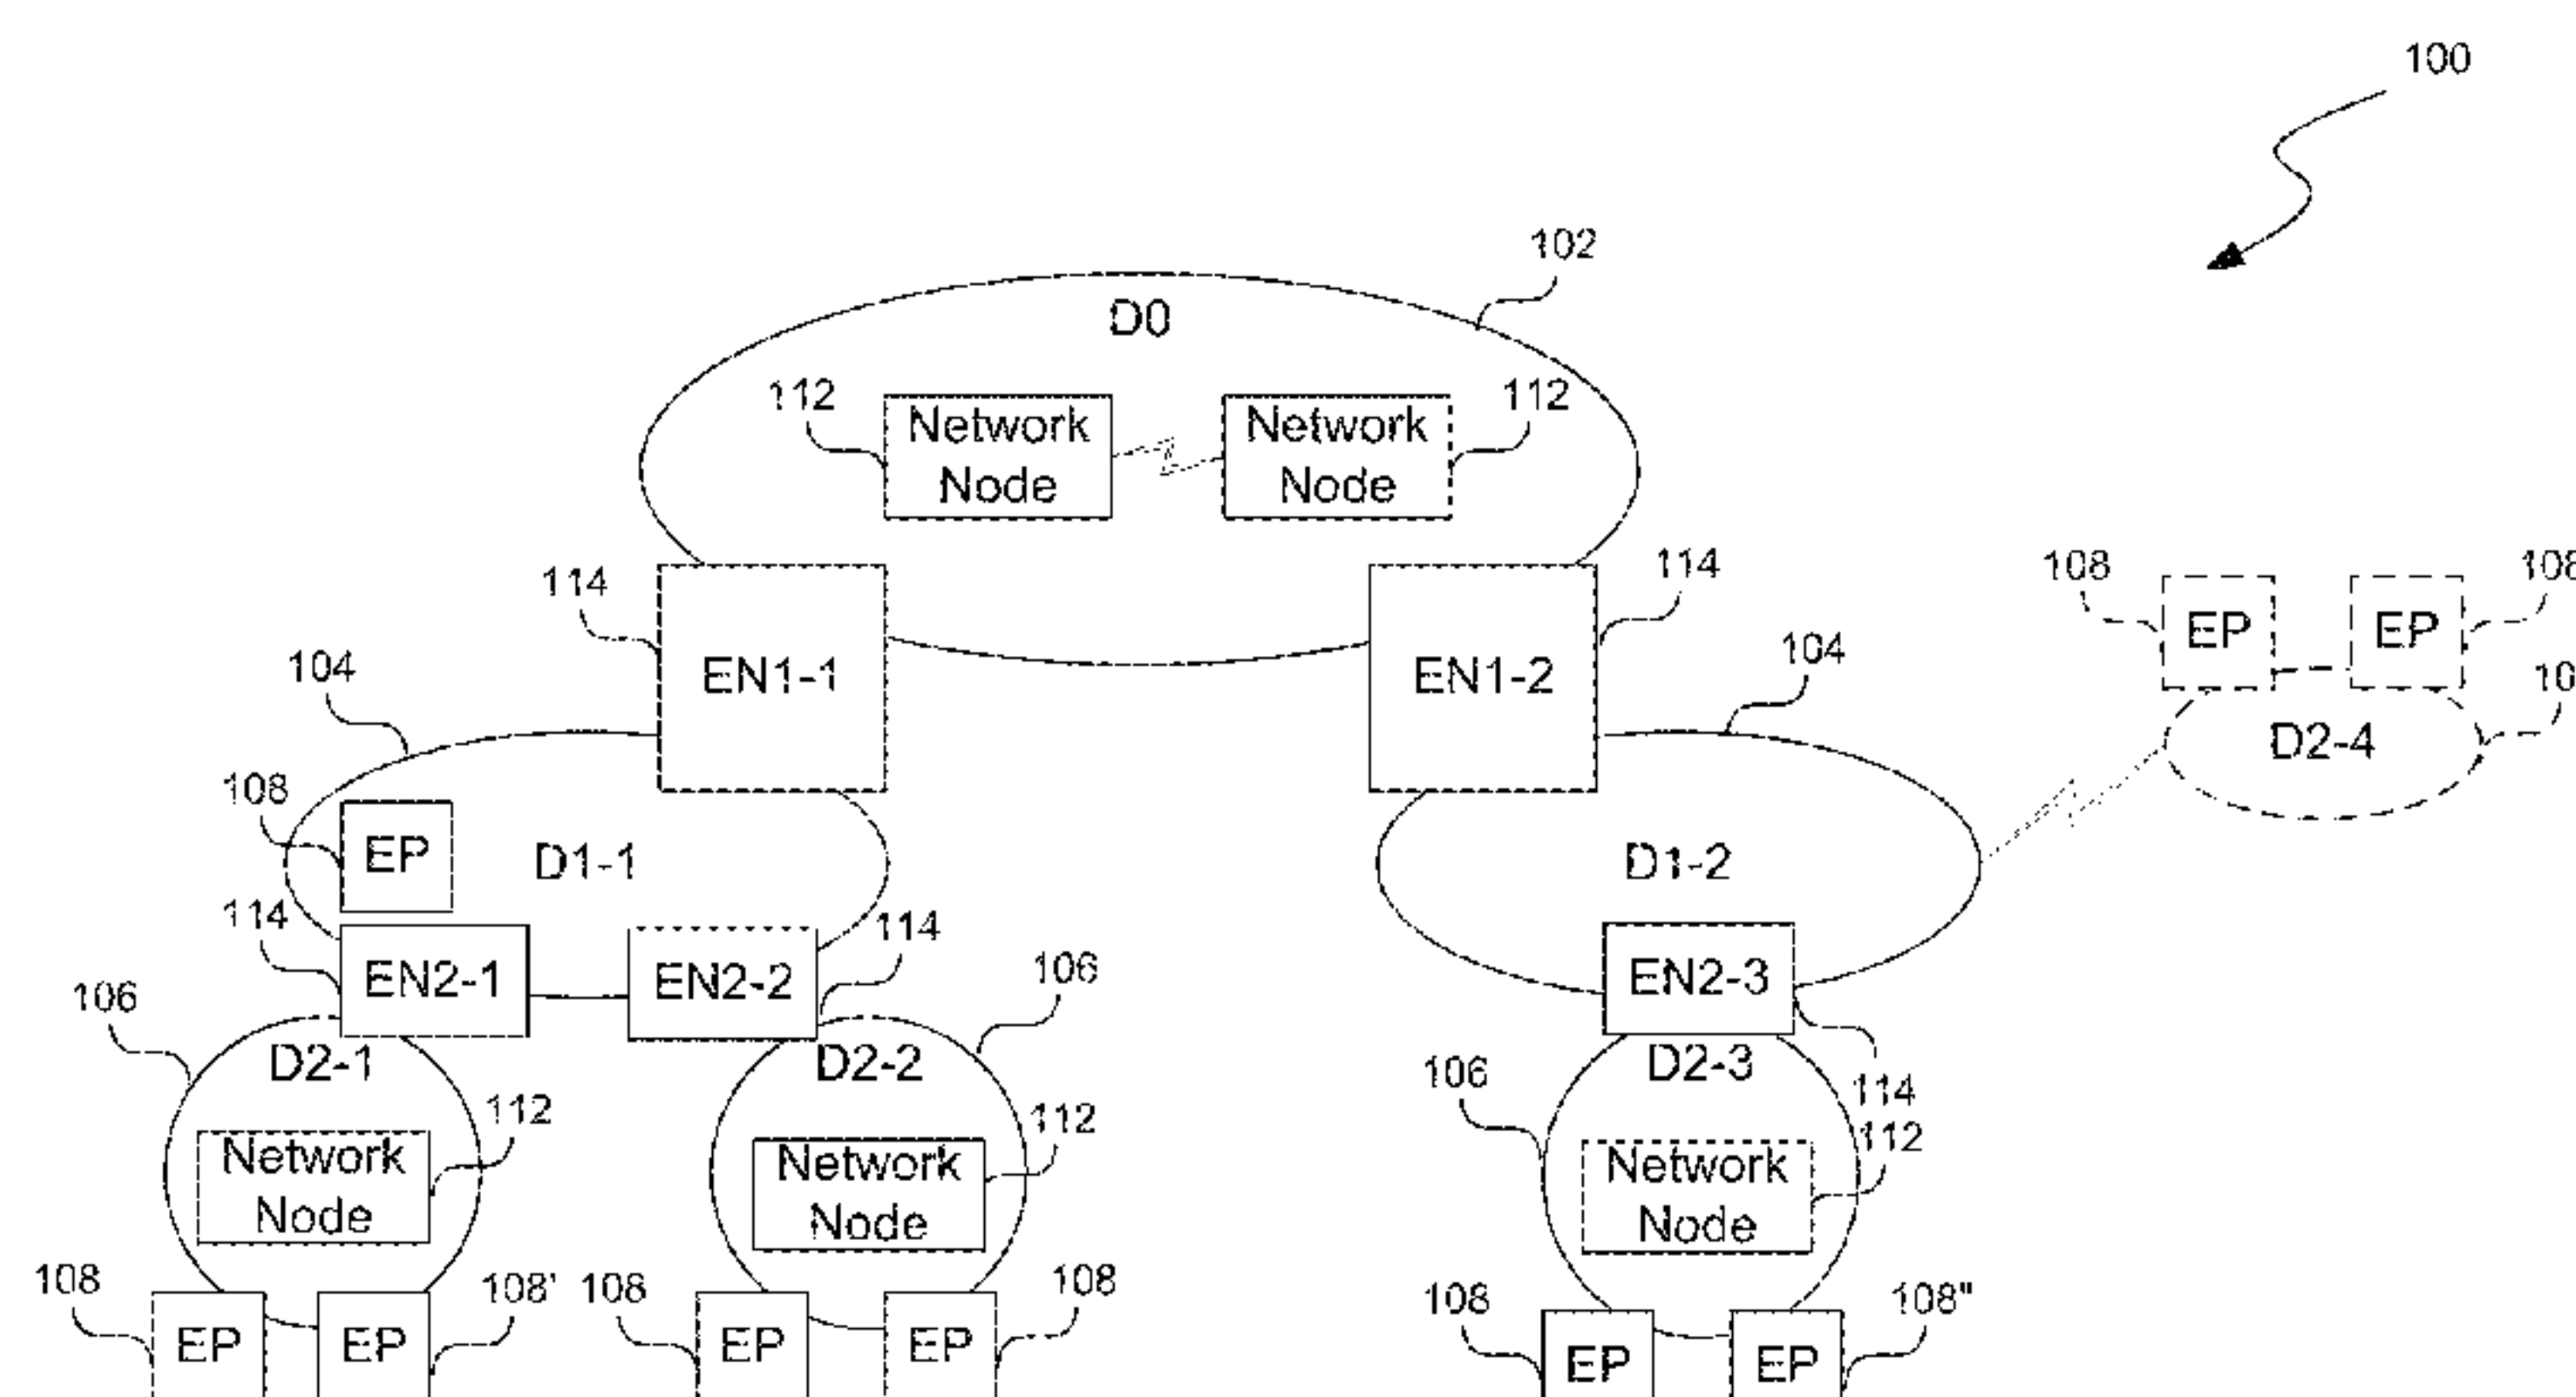 100
102
D0
112
112
Network
Node
Network
Node
114
EN1-1
EN1-2
114
108
EP
EP
108
104
104
D2-4
10
108
EP
D1-1
D1-2
114
EN2-1
EN2-2
114
EN2-3
114
106
D2-1
D2-2
106
106
D2-3
112
Network
Node
112
Network
Node
112
Network
Node
108
EP
EP
108'
108
EP
EP
108
108
EP
EP
108"